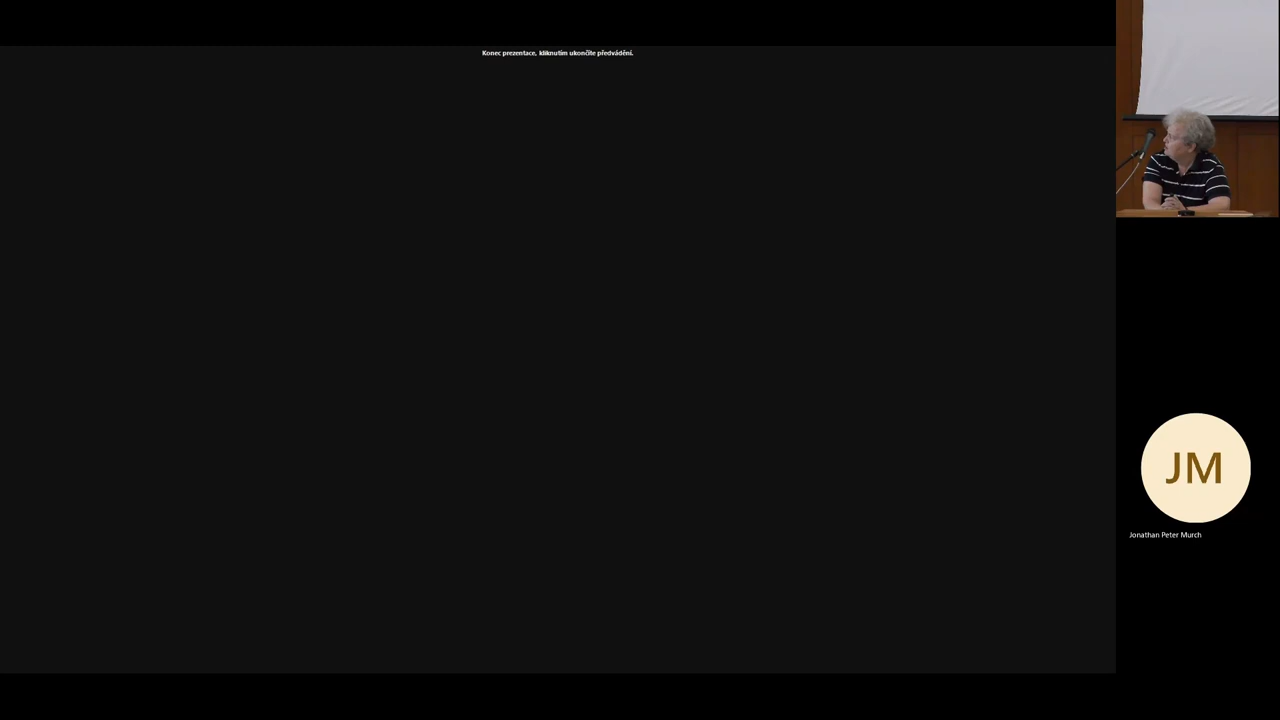 Konec prezentace, kliknutím ukončíte předvádění.
JM
Jonathan Peter Murch